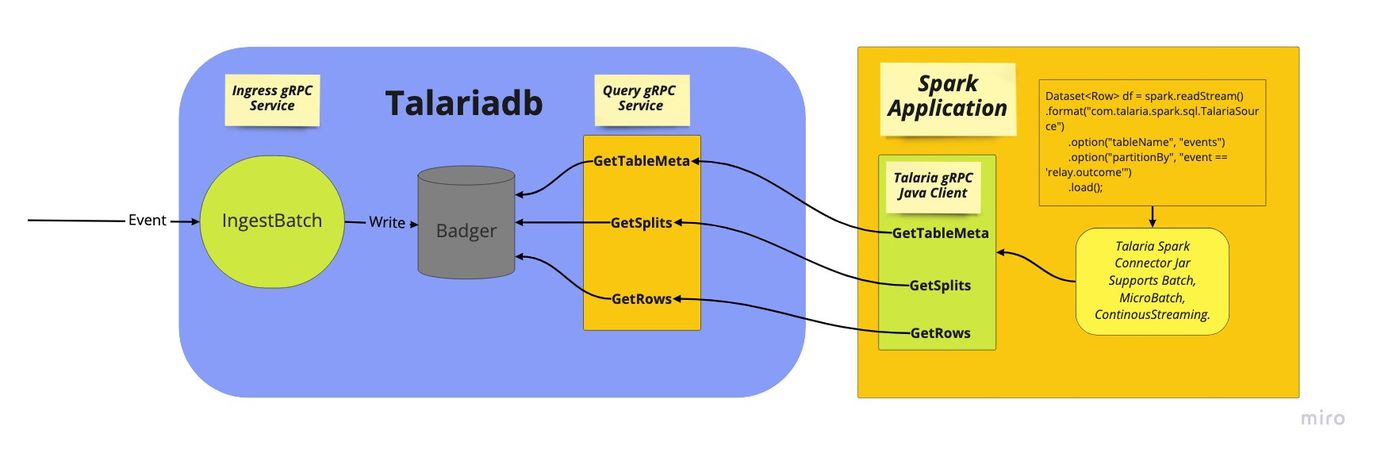 Ingress gRPC
Service
Talariadb
Query gRPC
Service
Event
IngestBatch
Write
Badger
GetTableMeta
GetSplits
GetRows
Spark
Application
Talaria gRPC
Java Client
GetTableMeta
GetSplits
GetRows
Dataset<Row> df = spark.readStream()
.format("com.talaria.spark.sql.TalariaSour
ce")
.option("tableName", "events")
.option("partitionBy", "event ==
'relay.outcome'")
.load();
Talaria Spark
Connector Jar
Supports Batch,
MicroBatch,
ContinousStreaming.
miro